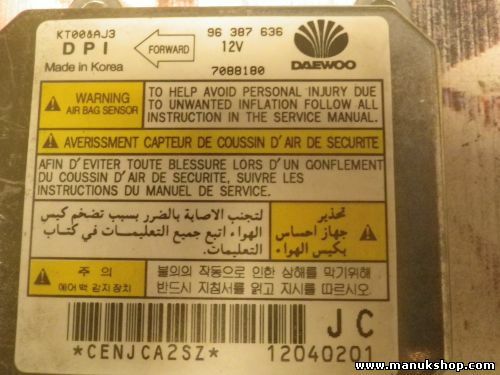 KT008AJ3
DPI
FORWARD
96 387 636
12V
Made in Korea
7088180
DAEWOO
WARNING
AIR BAG SENSOR
TO HELP AVOID PERSONAL INJURY DUE
TO UNWANTED INFLATION FOLLOW ALL
INSTRUCTION IN THE SERVICE MANUAL.
AVERISSMENT CAPTEUR DE COUSSIN D'AIR DE SECURITE
AFIN D'EVITER TOUTE BLESSURE LORS D'UN GONFLEMENT
DU COUSSIN D'AIR DE SECURITE, SUIVRE LES
INSTRUCTIONS DU MANUEL DE SERVICE.
تحذير
جهاز احساس
بكيس الهواء
لتجنب الاصابة بالضرر بسبب تضخم كيس
الهواء اتبع جميع التعليمات في كتاب
التعليمات.
주 의
에어백 감지 장치
불의의 작동으로 인한 상해를 막기위해
반드시 지침서를 읽고 지시를 따르십시오.
JC
*CENJCA2SZ*
12040201
www.manukshop.com